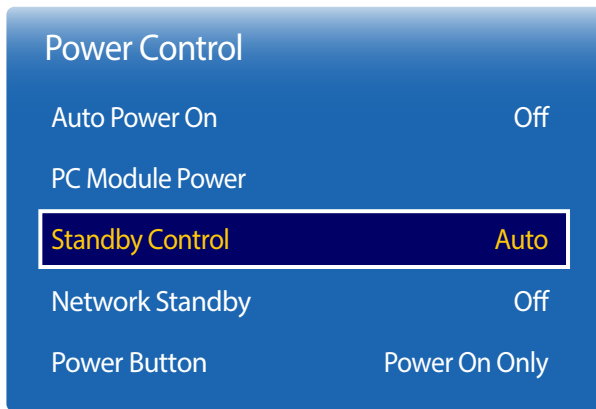 Power Control
Auto Power On Off
PC Module Power
Standby Control Auto
Network Standby Off
Power Button Power On Only